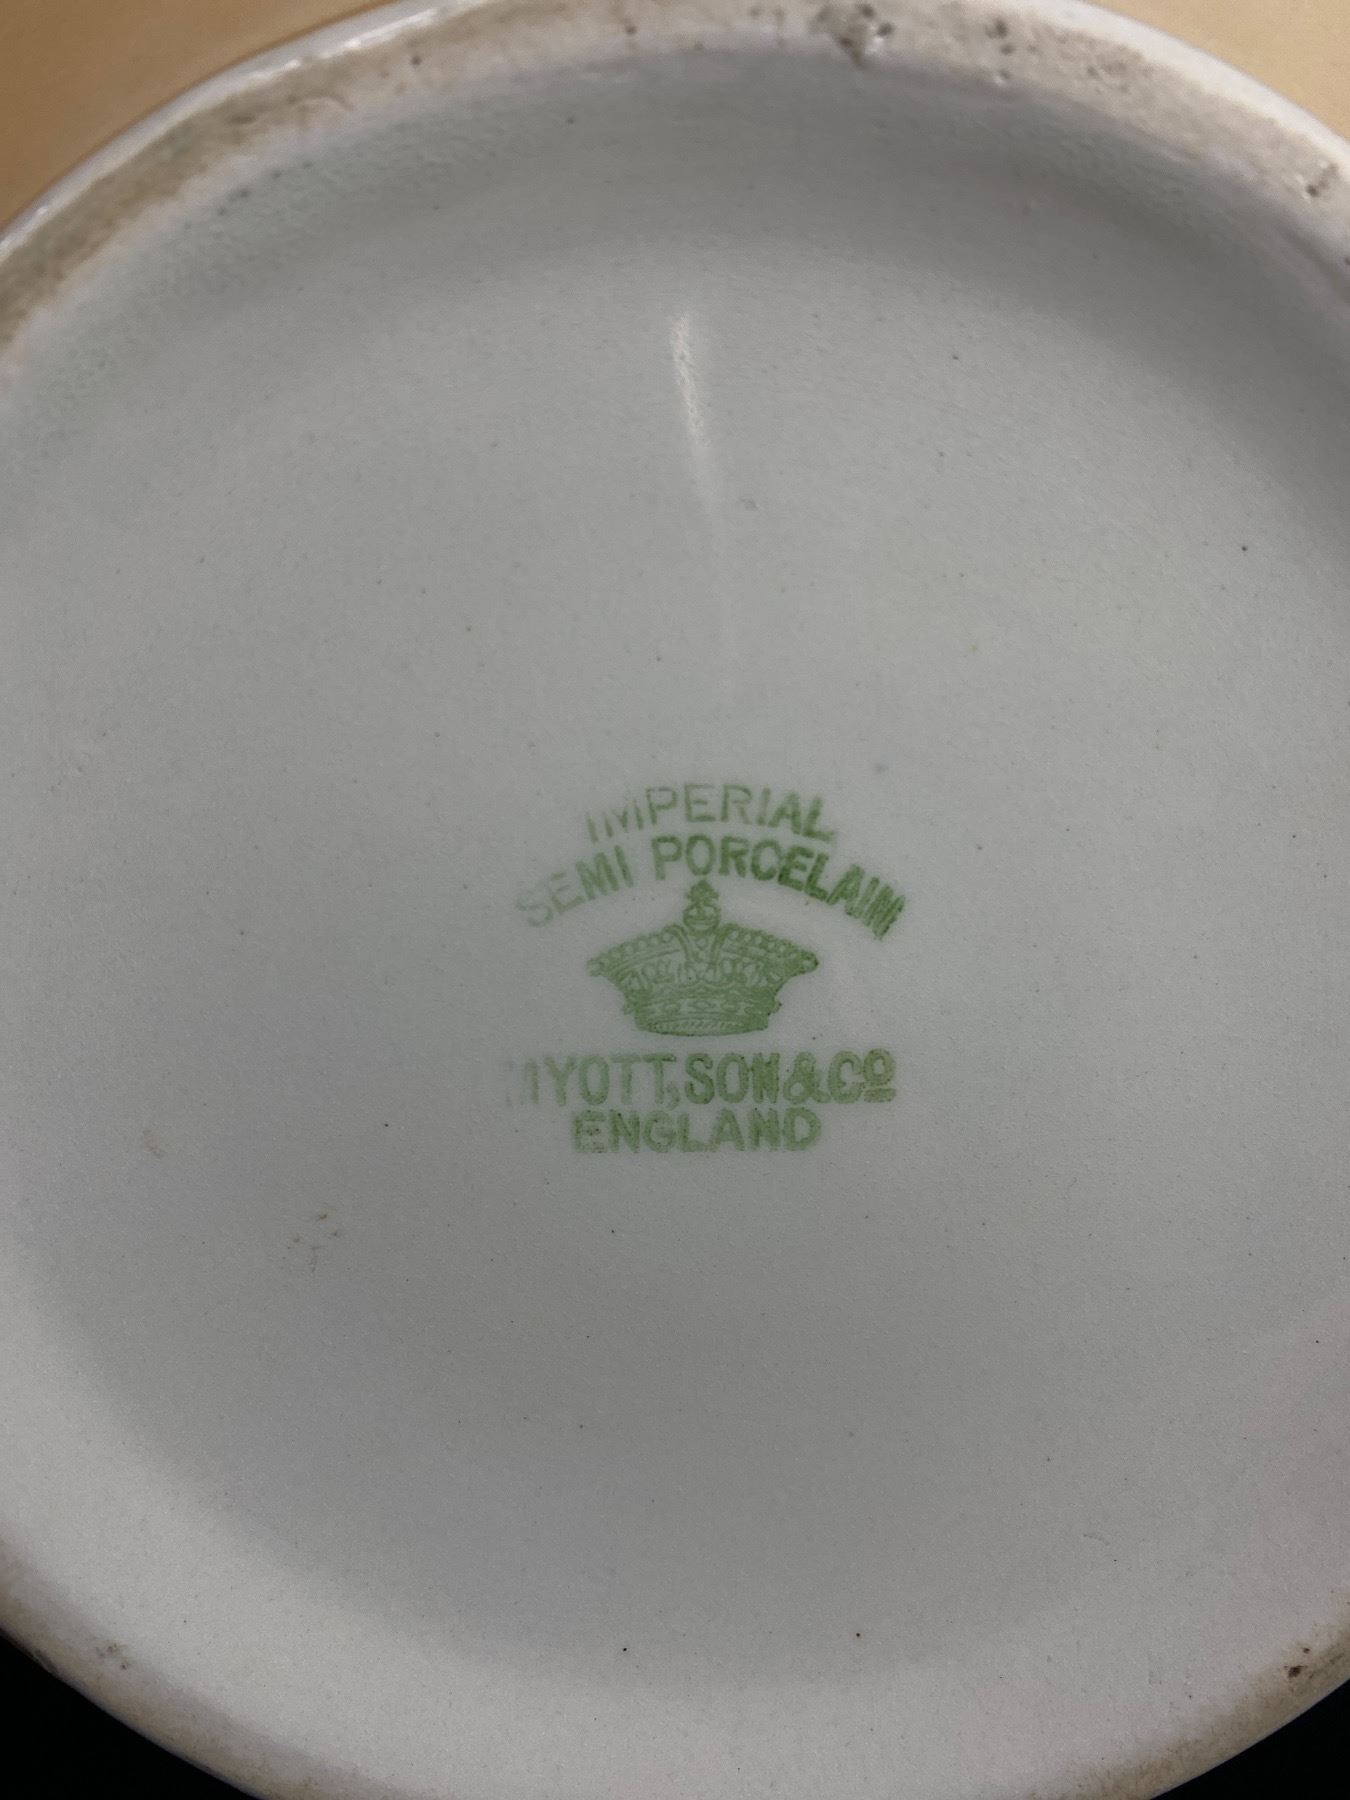 IMPERIAL
SEMI PORCELAIN
MYOTT, SON & Cº
ENGLAND